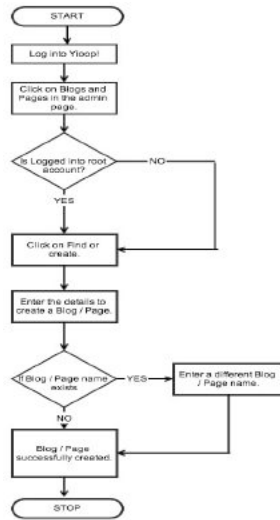 START
Log into Yioop!
Click on Blogs and
Pages in the admin
page.
Is Logged into root
account?
NO
YES
Click on Find or
create.
Enter the details to
create a Blog / Page.
If Blog / Page name
exists
YES
Enter a different Blog
/ Page name.
NO
Blog / Page
successfully created.
STOP